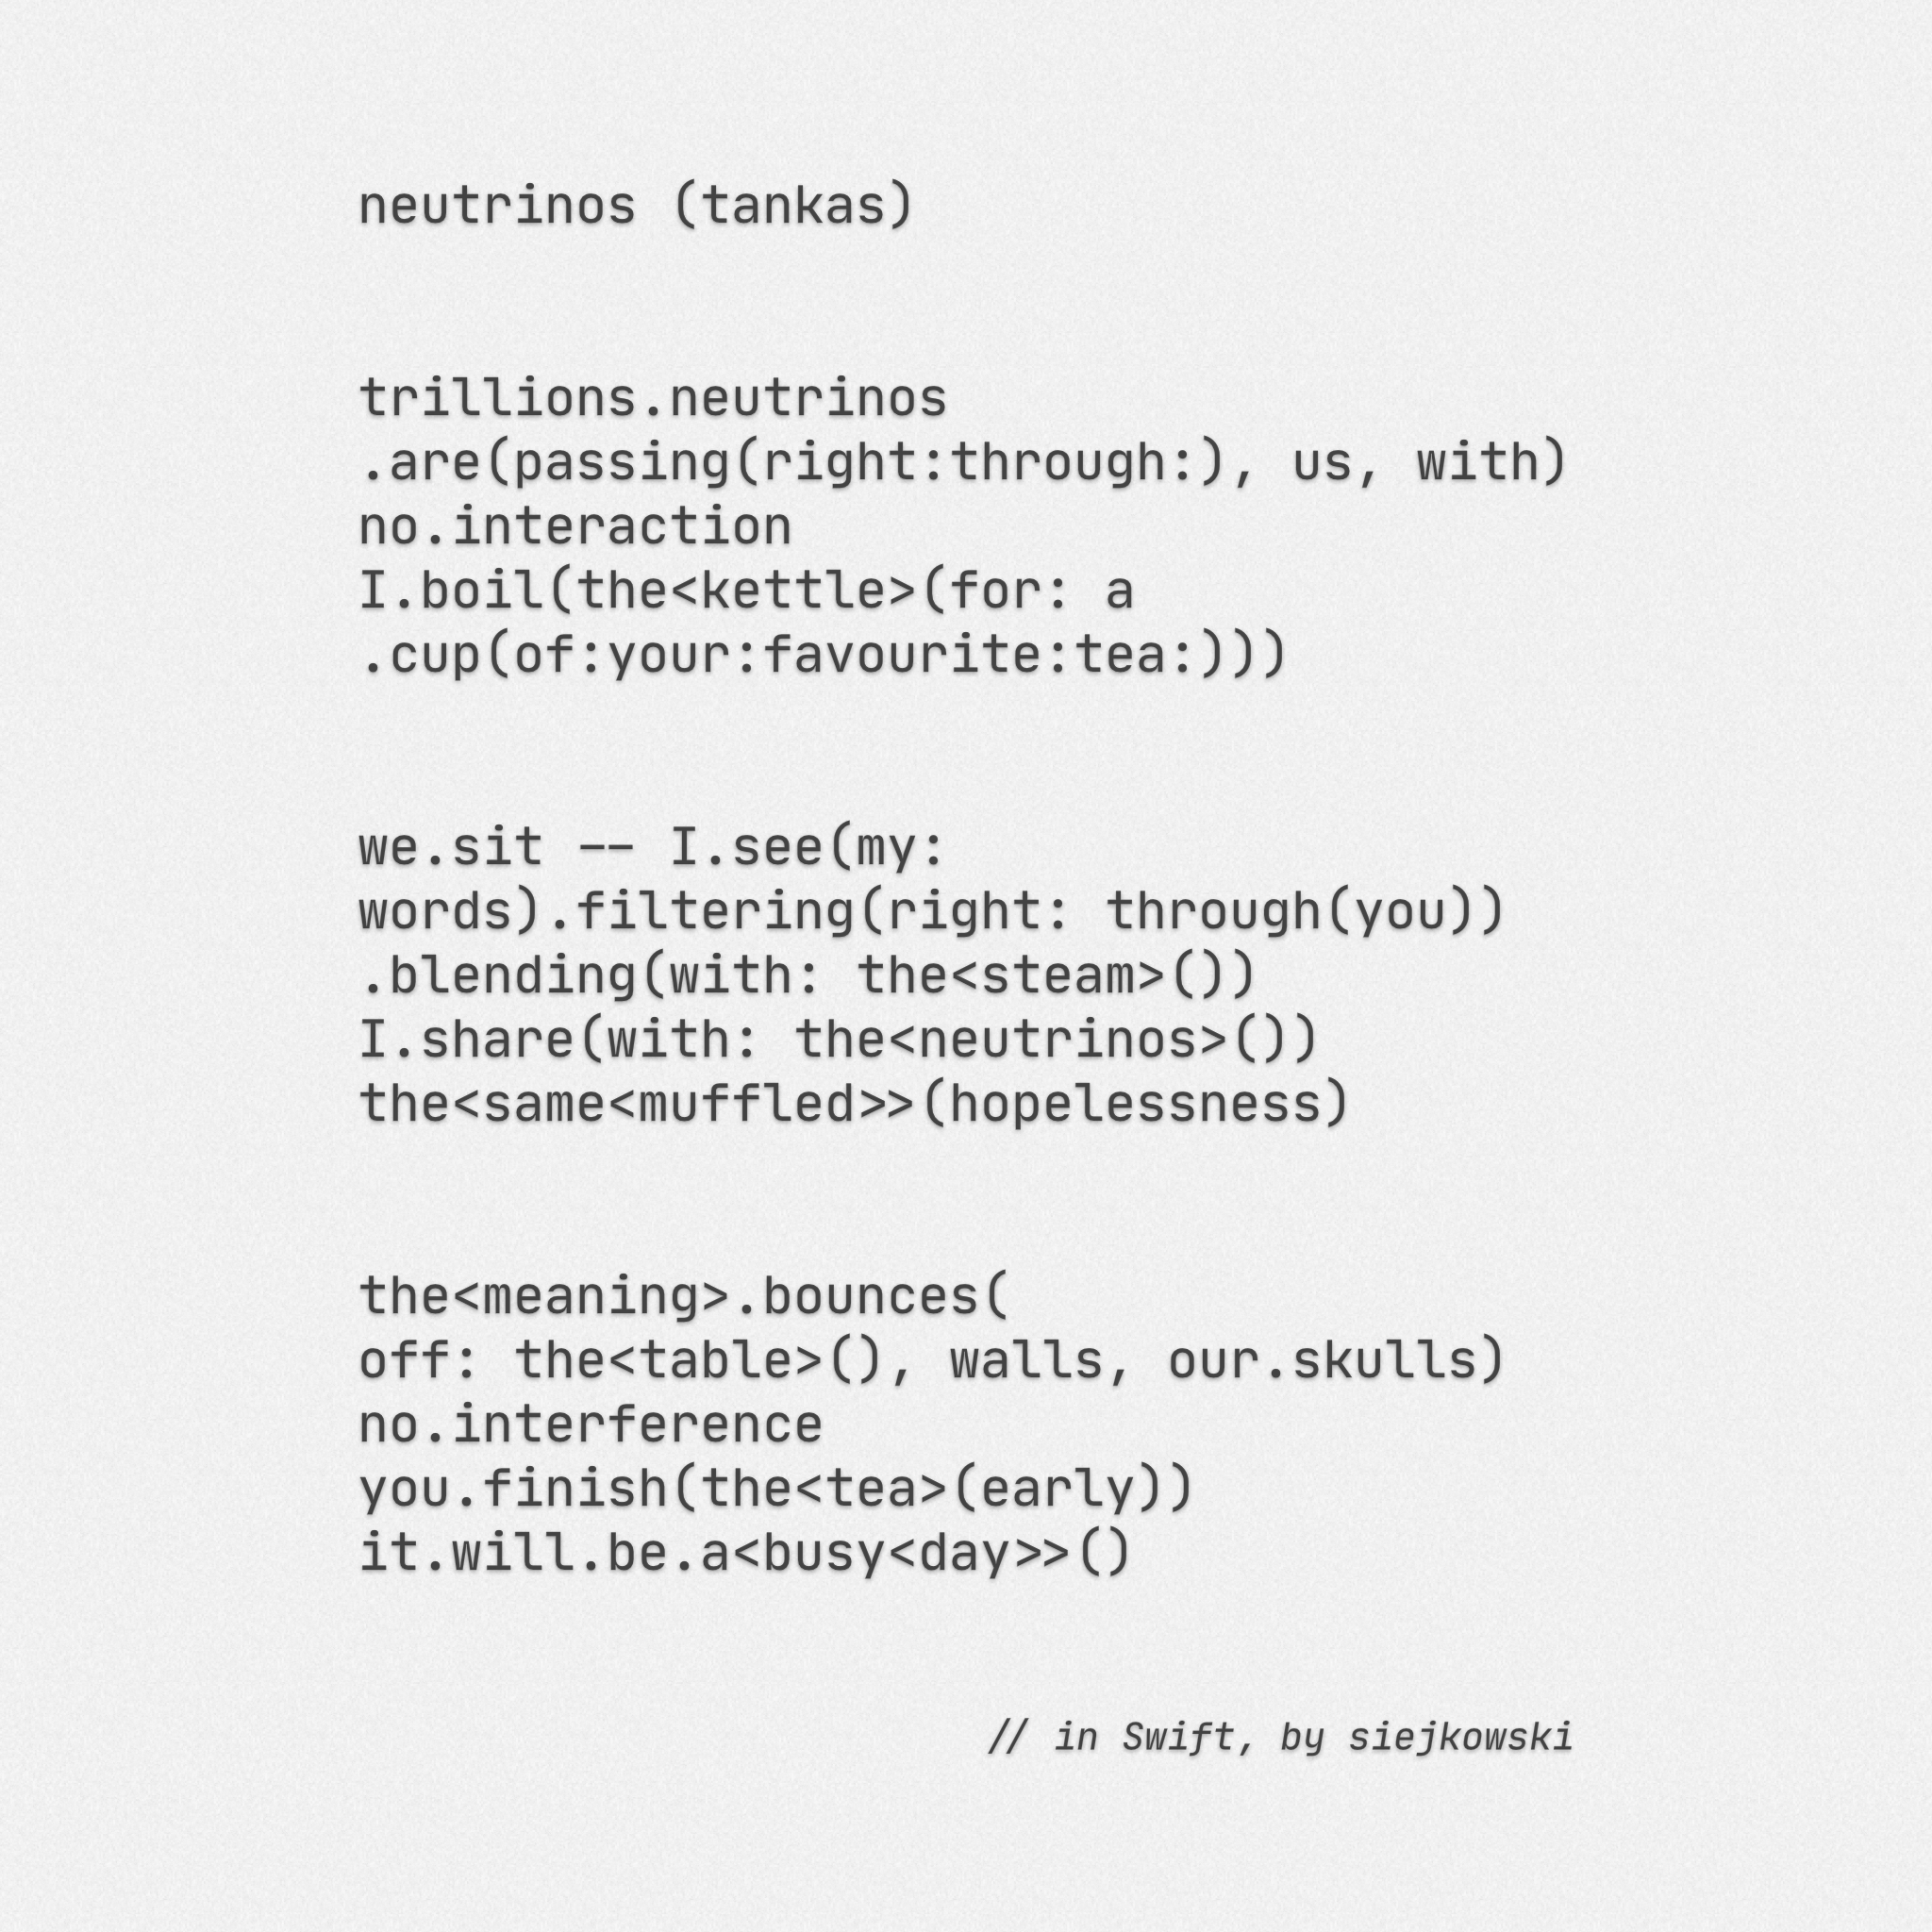 neutrinos (tankas)
trillions.neutrinos
.are(passing(right:through:), us, with)
no.interaction
I.boil(the<kettle>(for: a
.cup(of:your:favourite:tea:)))
we.sit -- I.see(my:
words).filtering(right: through(you))
.blending(with: the<steam>())
I.share(with: the<neutrinos>())
the<same<muffled>>(hopelessness)
the<meaning>.bounces(
off: the<table>(), walls, our.skulls)
no.interference
you.finish(the<tea>(early))
it.will.be.a<busy<day>>()
// in Swift, by siejkowski